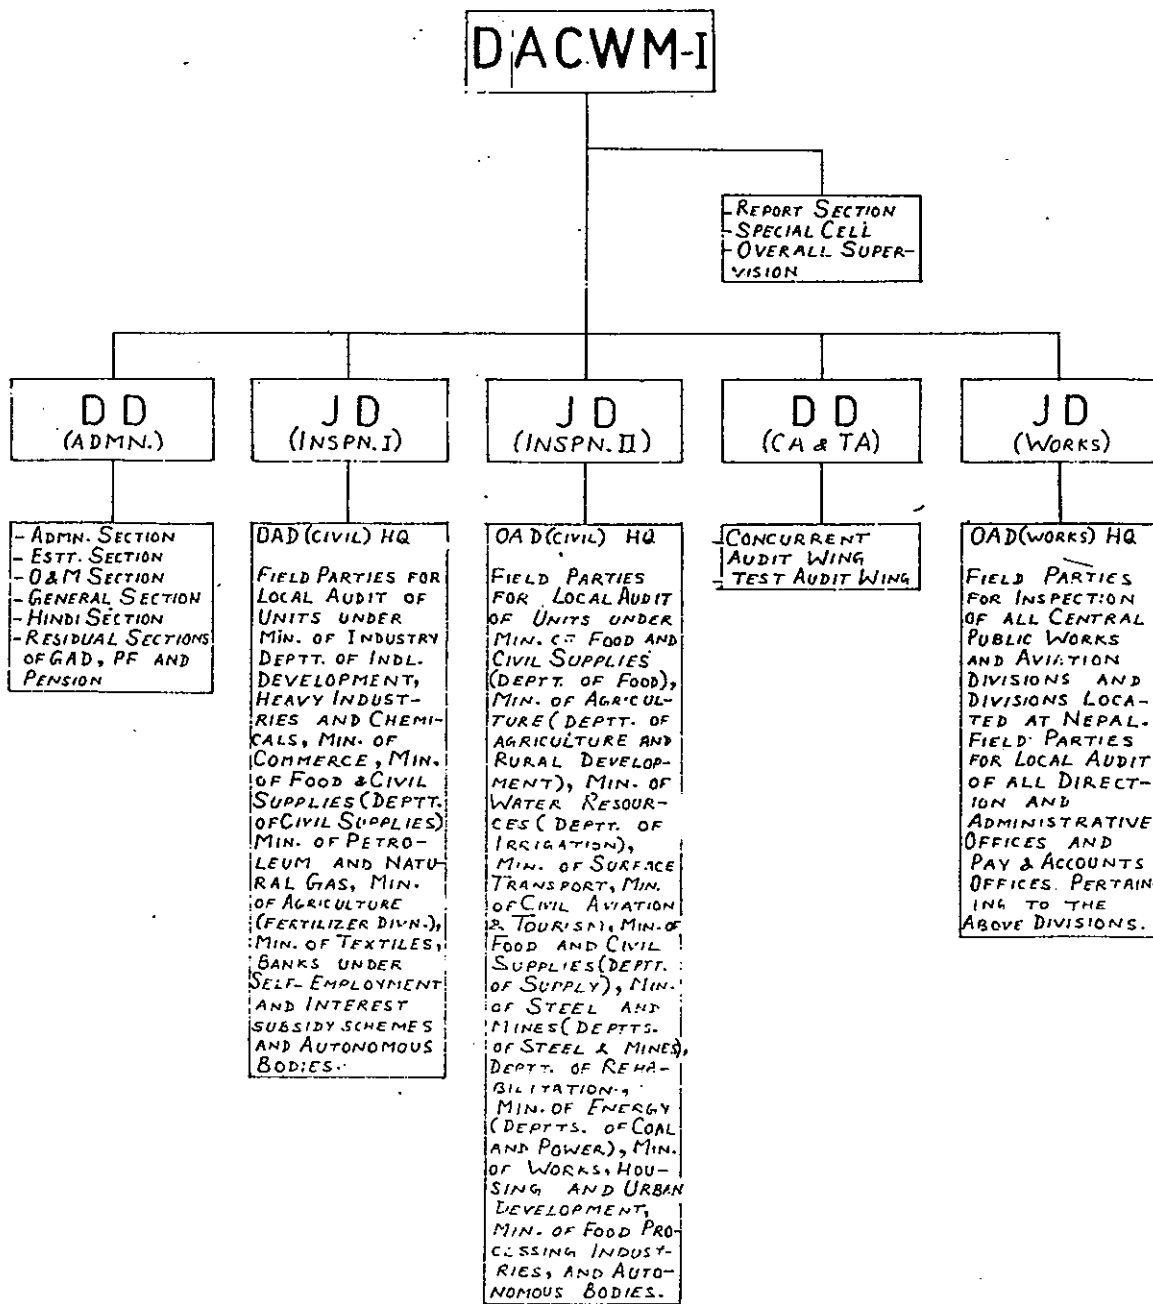 DACWM-I
- REPORT SECTION
- SPECIAL CELL
- OVERALL SUPER-
VISION
DD
(ADMN.)
JD
(INSPN. I)
JD
(INSPN. II)
DD
(CA & TA)
JD
(WORKS)
- ADMN. SECTION
- ESTT. SECTION
- O&M SECTION
- GENERAL SECTION
- HINDI SECTION
- RESIDUAL SECTIONS
OF GAD, PF AND
PENSION
OAD (CIVIL) HQ
FIELD PARTIES FOR
LOCAL AUDIT OF
UNITS UNDER
MIN. OF INDUSTRY
DEPTT. OF INDL.
DEVELOPMENT,
HEAVY INDUST-
RIES AND CHEMI-
CALS, MIN. OF
COMMERCE, MIN.
OF FOOD & CIVIL
SUPPLIES (DEPTT.
OF CIVIL SUPPLIES)
MIN. OF PETRO-
LEUM AND NATU-
RAL GAS, MIN.
OF AGRICULTURE
(FERTILIZER DIVN.),
MIN. OF TEXTILES,
BANKS UNDER
SELF-EMPLOYMENT
AND INTEREST
SUBSIDY SCHEMES
AND AUTONOMOUS
BODIES.
OAD (CIVIL) HQ
FIELD PARTIES
FOR LOCAL AUDIT
OF UNITS UNDER
MIN. OF FOOD AND
CIVIL SUPPLIES
(DEPTT. OF FOOD),
MIN. OF AGRICUL-
TURE (DEPTT. OF
AGRICULTURE AND
RURAL DEVELOP-
MENT), MIN. OF
WATER RESOUR-
CES (DEPTT. OF
IRRIGATION),
MIN. OF SURFACE
TRANSPORT, MIN.
OF CIVIL AVIATION
& TOURISM, MIN. OF
FOOD AND CIVIL
SUPPLIES (DEPTT.
OF SUPPLY), MIN.
OF STEEL AND
MINES (DEPTTS.
OF STEEL & MINES),
DEPTT. OF REHA-
BILITATION,
MIN. OF ENERGY
(DEPTTS. OF COAL
AND POWER), MIN.
OF WORKS, HOU-
SING AND URBAN
DEVELOPMENT,
MIN. OF FOOD PRO-
CESSING INDUST-
RIES, AND AUTO-
NOMOUS BODIES.
- CONCURRENT
AUDIT WING
- TEST AUDIT WING
OAD (WORKS) HQ
FIELD PARTIES
FOR INSPECTION
OF ALL CENTRAL
PUBLIC WORKS
AND AVIATION
DIVISIONS AND
DIVISIONS LOCA-
TED AT NEPAL.
FIELD PARTIES
FOR LOCAL AUDIT
OF ALL DIRECT-
ION AND
ADMINISTRATIVE
OFFICES AND
PAY & ACCOUNTS
OFFICES PERTAIN-
ING TO THE
ABOVE DIVISIONS.